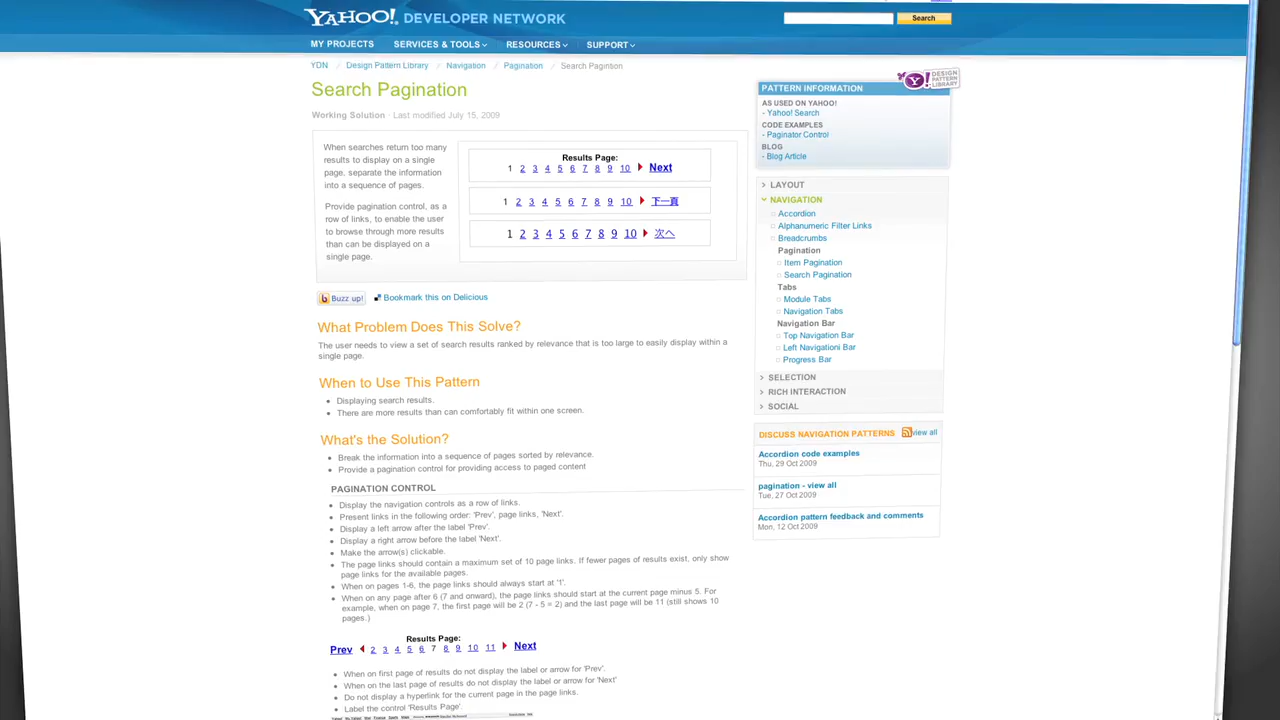 YAHOO! DEVELOPER NETWORK
Search
MY PROJECTS SERVICES & TOOLS RESOURCES SUPPORT
YDN / Design Pattern Library / Navigation / Pagination / Search Pagintion
Search Pagination
Working Solution · Last modified July 15, 2009
When searches return too many
results to display on a single
page, separate the information
into a sequence of pages.
Provide pagination control, as a
row of links, to enable the user
to browse through more results
than can be displayed on a
single page.
Results Page:
1 2 3 4 5 6 7 8 9 10 Next
1 2 3 4 5 6 7 8 9 10 下一頁
1 2 3 4 5 6 7 8 9 10 次へ
Buzz up! Bookmark this on Delicious
What Problem Does This Solve?
The user needs to view a set of search results ranked by relevance that is too large to easily display within a
single page.
When to Use This Pattern
Displaying search results.
There are more results than can comfortably fit within one screen.
What's the Solution?
Break the information into a sequence of pages sorted by relevance.
Provide a pagination control for providing access to paged content
PAGINATION CONTROL
Display the navigation controls as a row of links.
Present links in the following order: 'Prev', page links, 'Next'.
Display a left arrow after the label 'Prev'.
Display a right arrow before the label 'Next'.
Make the arrow(s) clickable.
The page links should contain a maximum set of 10 page links. If fewer pages of results exist, only show
page links for the available pages.
When on pages 1-6, the page links should always start at '1'.
When on any page after 6 (7 and onward), the page links should start at the current page minus 5. For
example, when on page 7, the first page will be 2 (7 - 5 = 2) and the last page will be 11 (still shows 10
pages.)
Results Page:
Prev 2 3 4 5 6 7 8 9 10 11 Next
When on first page of results do not display the label or arrow for 'Prev'.
When on the last page of results do not display the label or arrow for 'Next'
Do not display a hyperlink for the current page in the page links.
Label the control 'Results Page'.
Y! DESIGN
PATTERN
LIBRARY
PATTERN INFORMATION
AS USED ON YAHOO!
- Yahoo! Search
CODE EXAMPLES
- Paginator Control
BLOG
- Blog Article
LAYOUT
NAVIGATION
Accordion
Alphanumeric Filter Links
Breadcrumbs
Pagination
Item Pagination
Search Pagination
Tabs
Module Tabs
Navigation Tabs
Navigation Bar
Top Navigation Bar
Left Navigationi Bar
Progress Bar
SELECTION
RICH INTERACTION
SOCIAL
DISCUSS NAVIGATION PATTERNS view all
Accordion code examples
Thu, 29 Oct 2009
pagination - view all
Tue, 27 Oct 2009
Accordion pattern feedback and comments
Mon, 12 Oct 2009